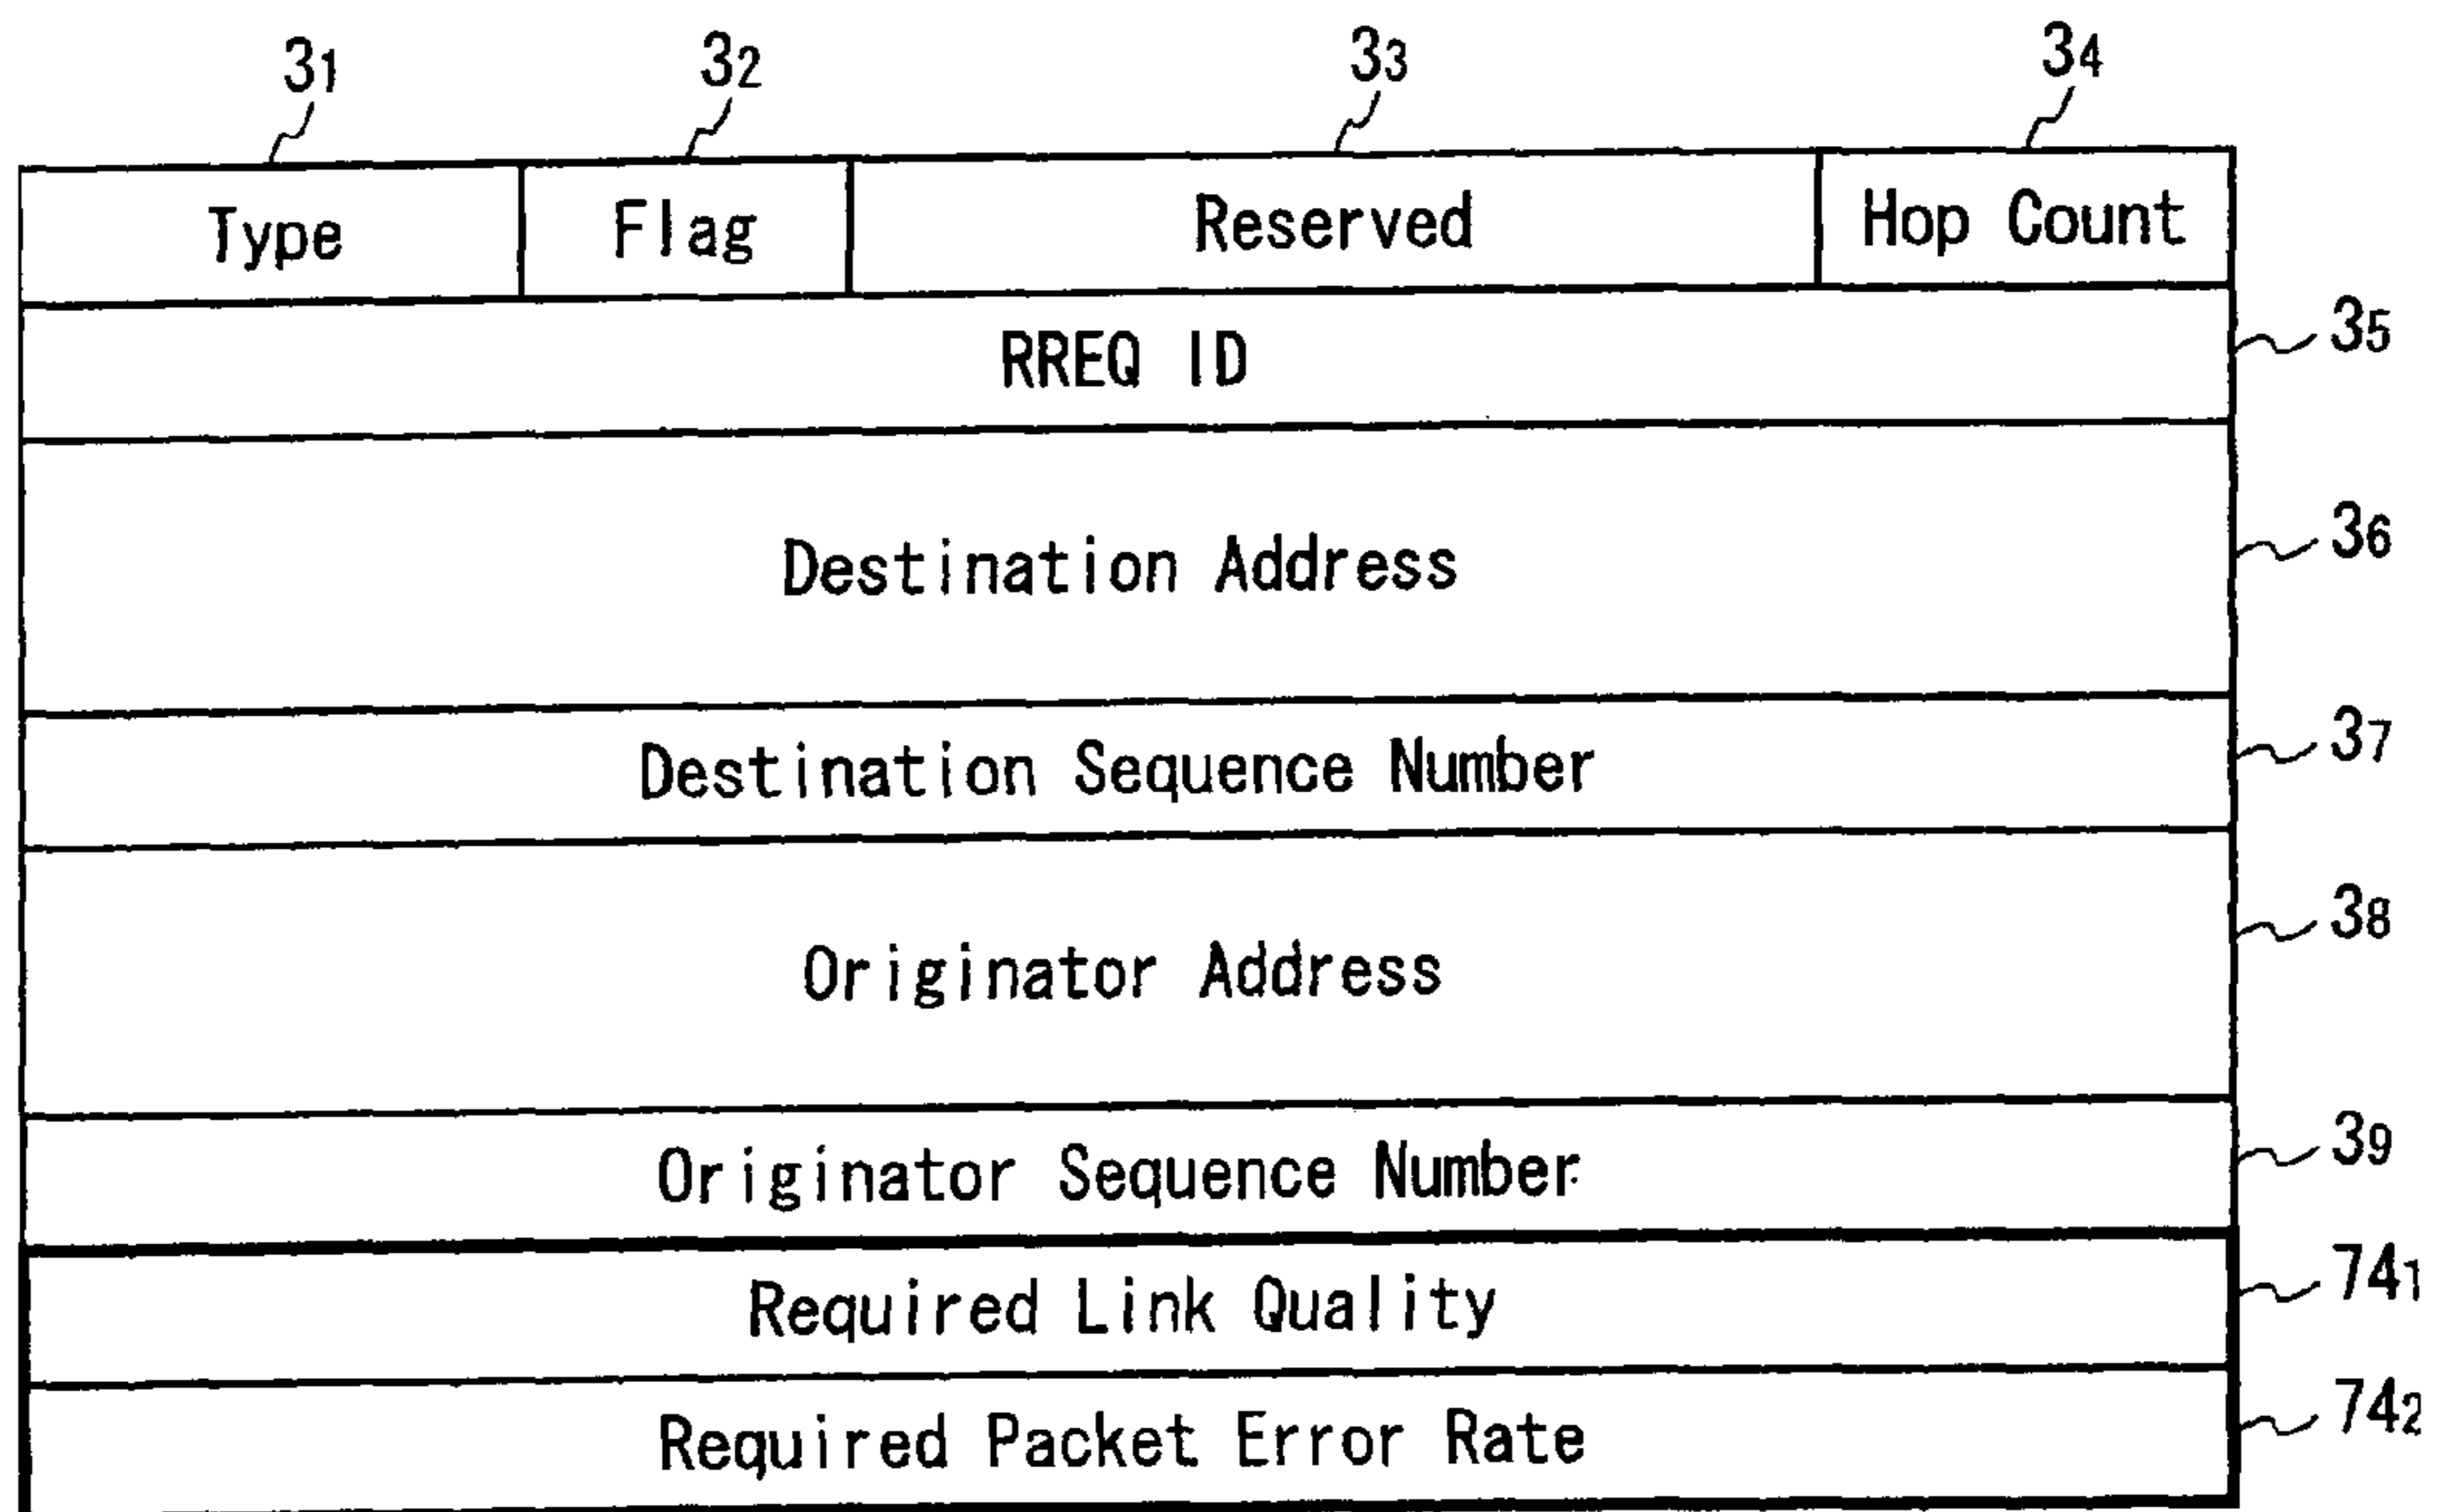 31 32 33 34
Type Flag Reserved Hop Count
RREQ ID 35
Destination Address 36
Destination Sequence Number 37
Originator Address 38
Originator Sequence Number 39
Required Link Quality 741
Required Packet Error Rate 742